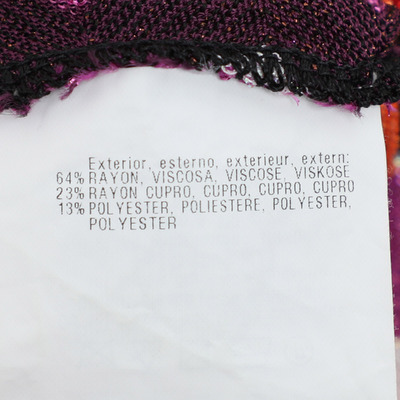 Exterior, esterno, exterieur, extern:
64% RAYON, VISCOSA, VISCOSE, VISKOSE
23% RAYON CUPRO, CUPRO, CUPRO, CUPRO
13% POLYESTER, POLIESTERE, POLYESTER,
POLYESTER